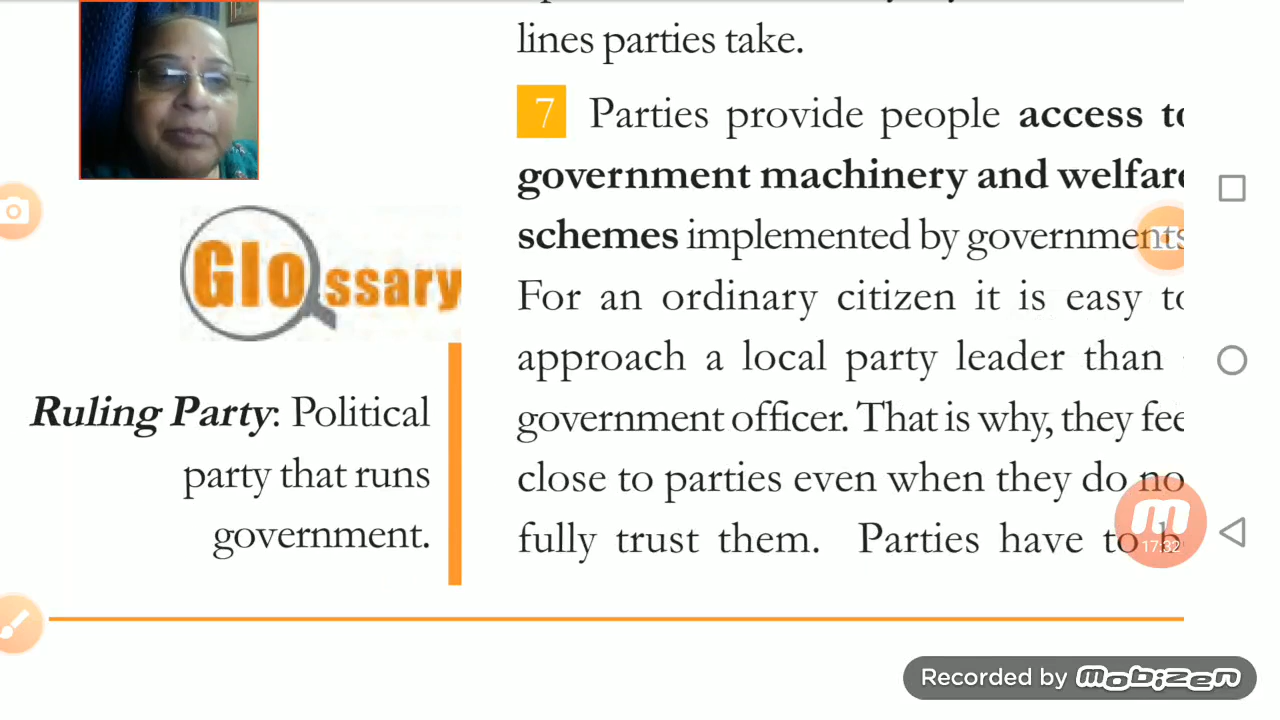 lines parties take.
7 Parties provide people access to
government machinery and welfare
schemes implemented by governments
For an ordinary citizen it is easy to
approach a local party leader than
government officer. That is why, they fee
close to parties even when they do no
fully trust them. Parties have to b
Glossary
Ruling Party: Political
party that runs
government.
17:32
Recorded by mobizen